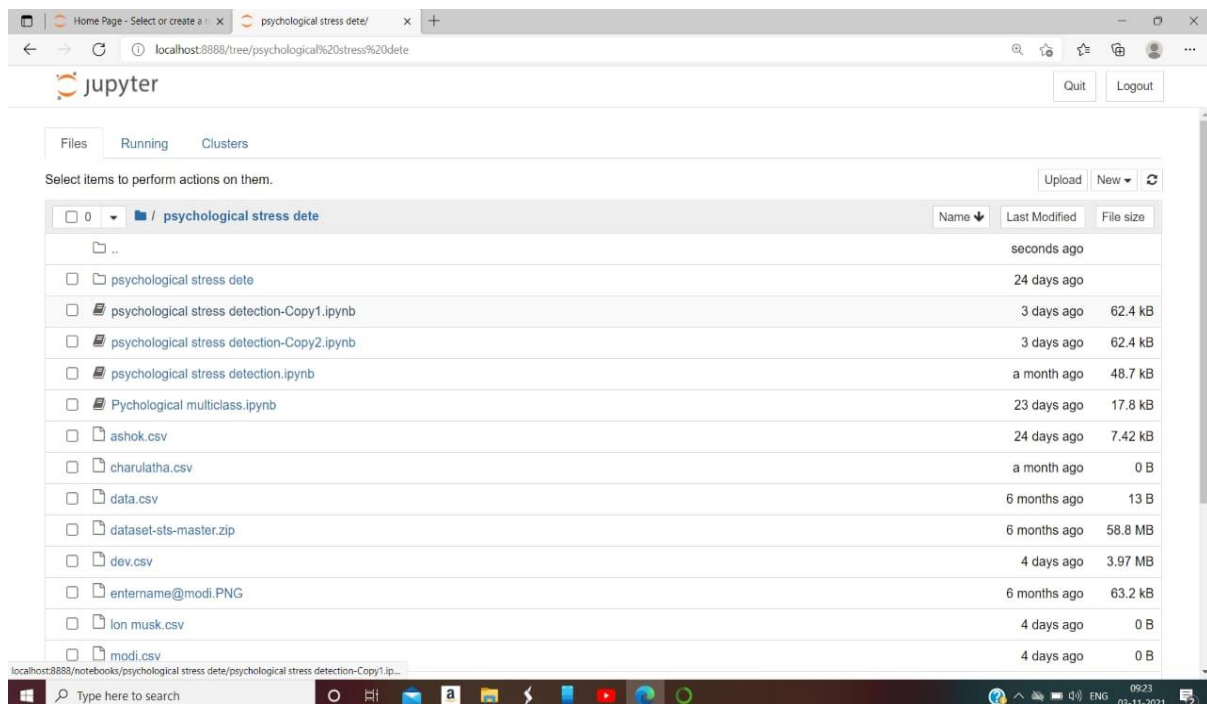 Home Page - Select or create a n
psychological stress dete/
localhost:8888/tree/psychological%20stress%20dete
jupyter
Quit
Logout
Files
Running
Clusters
Select items to perform actions on them.
Upload
New
0
/ psychological stress dete
Name
Last Modified
File size
.. seconds ago
psychological stress dete 24 days ago
psychological stress detection-Copy1.ipynb 3 days ago 62.4 kB
psychological stress detection-Copy2.ipynb 3 days ago 62.4 kB
psychological stress detection.ipynb a month ago 48.7 kB
Pychological multiclass.ipynb 23 days ago 17.8 kB
ashok.csv 24 days ago 7.42 kB
charulatha.csv a month ago 0 B
data.csv 6 months ago 13 B
dataset-sts-master.zip 6 months ago 58.8 MB
dev.csv 4 days ago 3.97 MB
entername@modi.PNG 6 months ago 63.2 kB
lon musk.csv 4 days ago 0 B
modi.csv 4 days ago 0 B
localhost:8888/notebooks/psychological stress dete/psychological stress detection-Copy1.ip...
Type here to search
a
ENG
09:23
03-11-2021